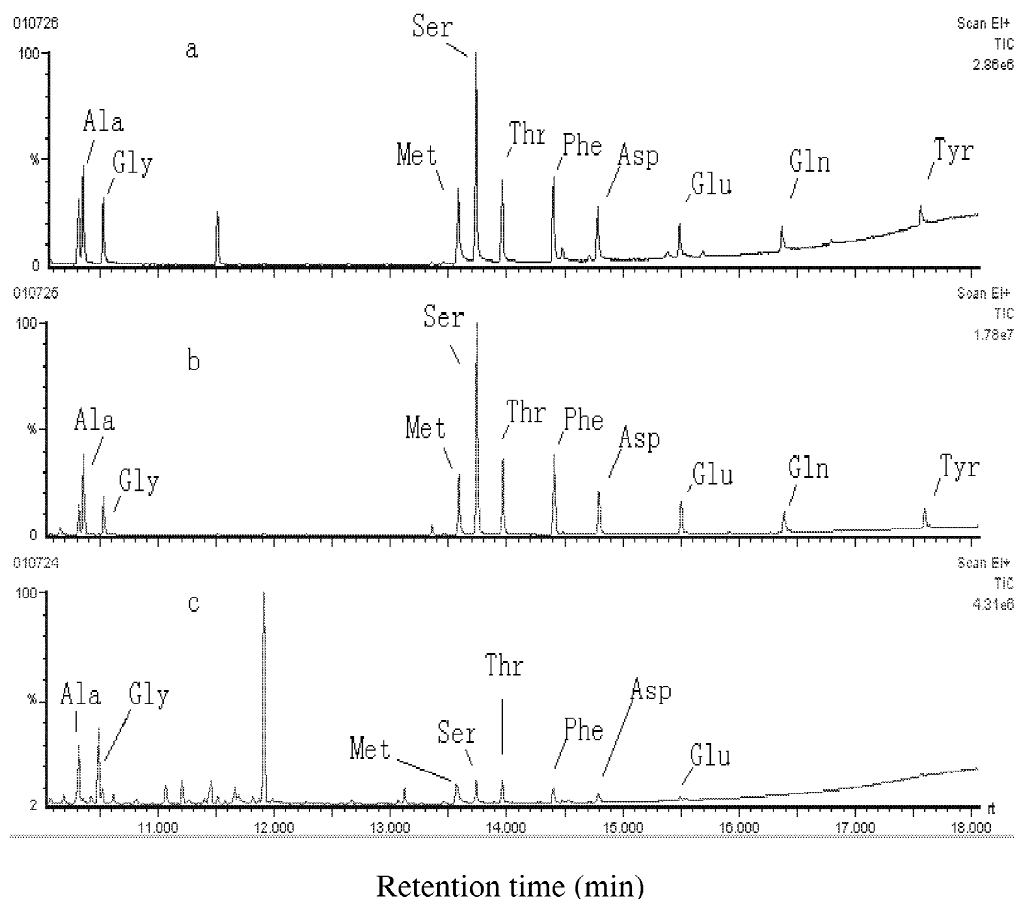 010726
Scan EI+
TIC
2.86e6
a
100
%
0
Ala
Gly
Met
Ser
Thr
Phe
Asp
Glu
Gln
Tyr
010726
Scan EI+
TIC
1.78e7
b
100
%
0
Ala
Gly
Met
Ser
Thr
Phe
Asp
Glu
Gln
Tyr
010724
Scan EI+
TIC
4.31e6
c
100
%
2
Ala
Gly
Met
Ser
Thr
Phe
Asp
Glu
rt
11.000 12.000 13.000 14.000 15.000 16.000 17.000 18.000
Retention time (min)